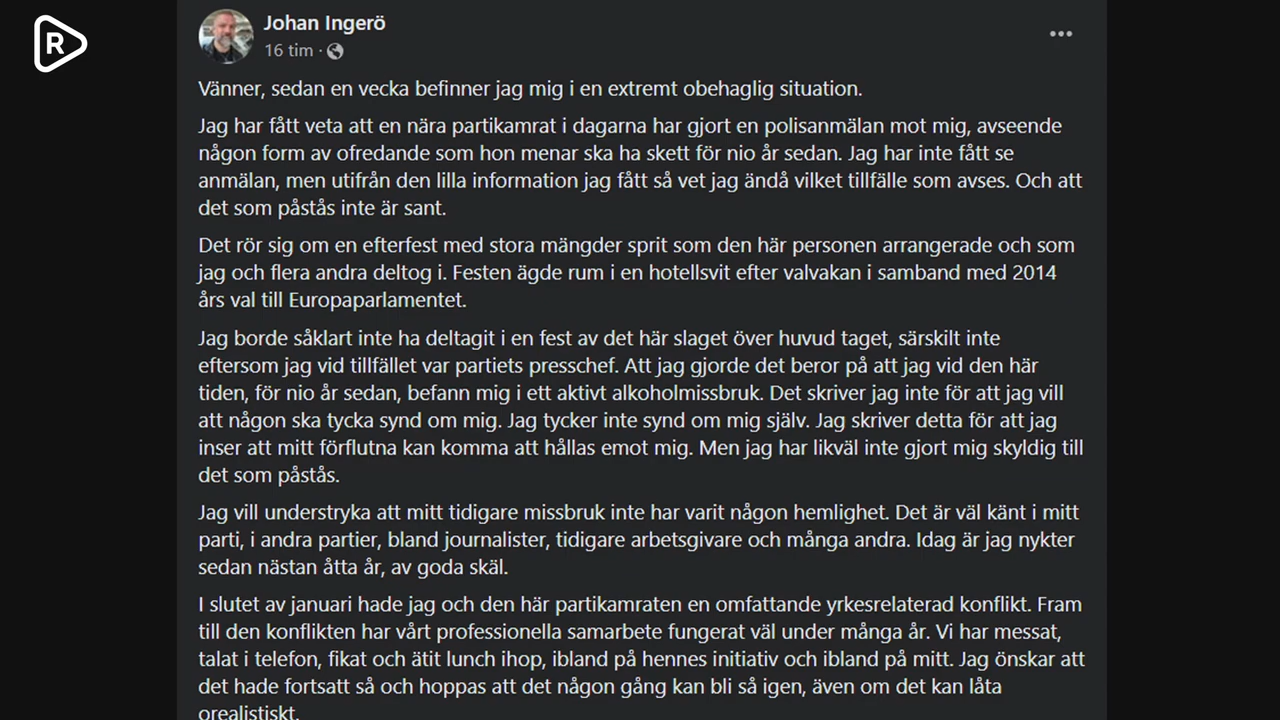 R
Johan Ingerö
16 tim ·
Vänner, sedan en vecka befinner jag mig i en extremt obehaglig situation.
Jag har fått veta att en nära partikamrat i dagarna har gjort en polisanmälan mot mig, avseende
någon form av ofredande som hon menar ska ha skett för nio år sedan. Jag har inte fått se
anmälan, men utifrån den lilla information jag fått så vet jag ändå vilket tillfälle som avses. Och att
det som påstås inte är sant.
Det rör sig om en efterfest med stora mängder sprit som den här personen arrangerade och som
jag och flera andra deltog i. Festen ägde rum i en hotellsvit efter valvakan i samband med 2014
års val till Europaparlamentet.
Jag borde såklart inte ha deltagit i en fest av det här slaget över huvud taget, särskilt inte
eftersom jag vid tillfället var partiets presschef. Att jag gjorde det beror på att jag vid den här
tiden, för nio år sedan, befann mig i ett aktivt alkoholmissbruk. Det skriver jag inte för att jag vill
att någon ska tycka synd om mig. Jag tycker inte synd om mig själv. Jag skriver detta för att jag
inser att mitt förflutna kan komma att hållas emot mig. Men jag har likväl inte gjort mig skyldig till
det som påstås.
Jag vill understryka att mitt tidigare missbruk inte har varit någon hemlighet. Det är väl känt i mitt
parti, i andra partier, bland journalister, tidigare arbetsgivare och många andra. Idag är jag nykter
sedan nästan åtta år, av goda skäl.
I slutet av januari hade jag och den här partikamraten en omfattande yrkesrelaterad konflikt. Fram
till den konflikten har vårt professionella samarbete fungerat väl under många år. Vi har messat,
talat i telefon, fikat och ätit lunch ihop, ibland på hennes initiativ och ibland på mitt. Jag önskar att
det hade fortsatt så och hoppas att det någon gång kan bli så igen, även om det kan låta
orealistiskt.